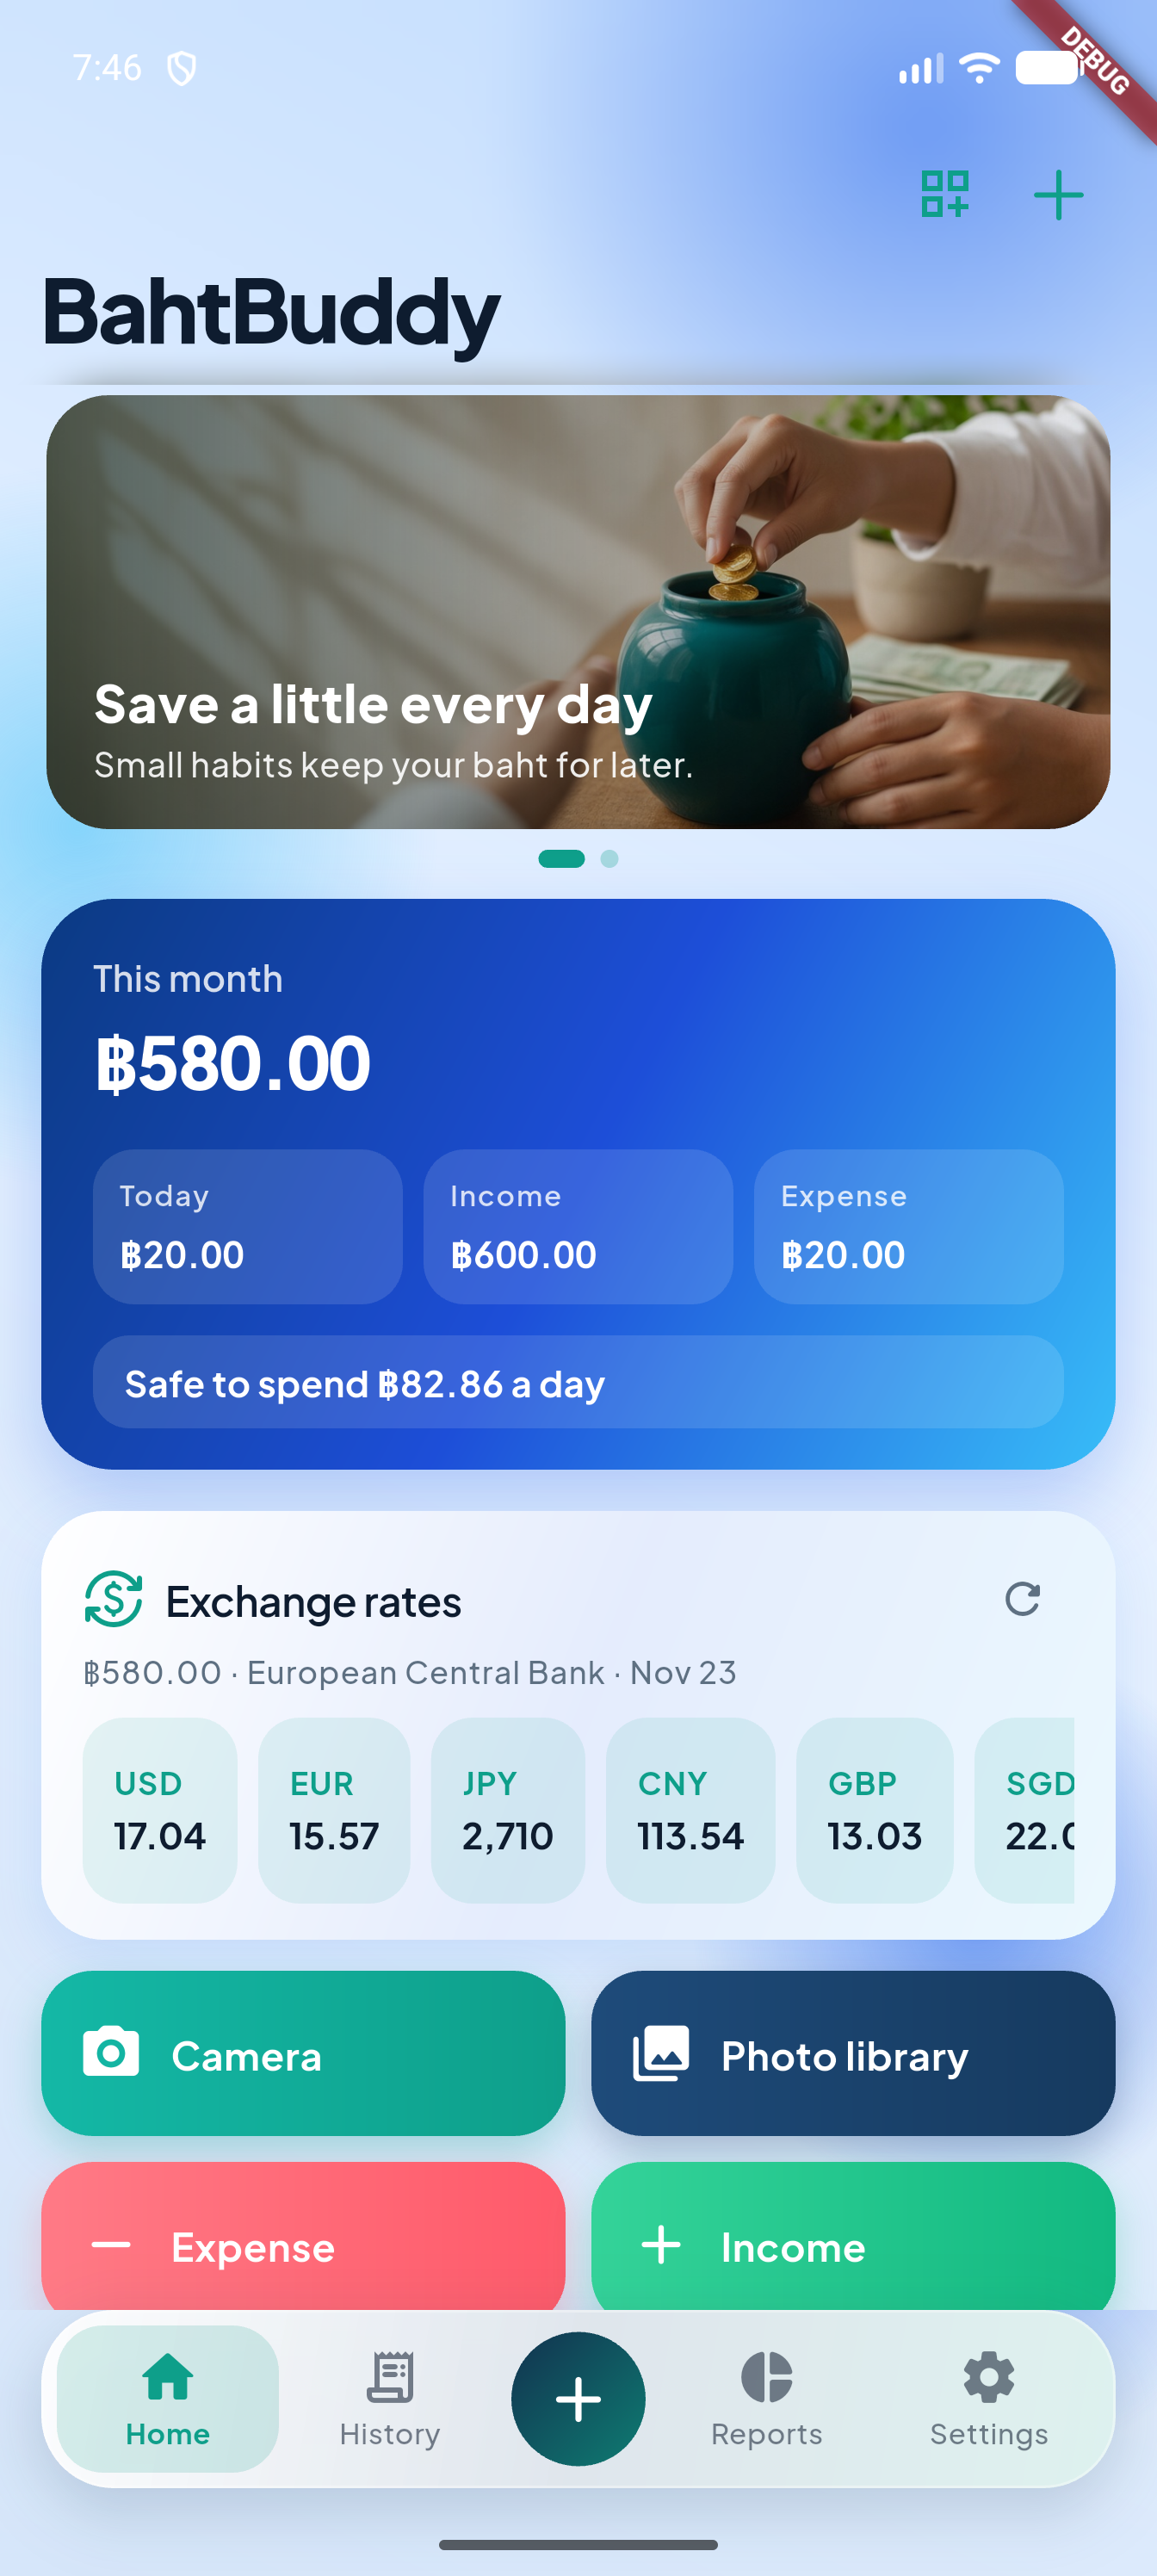 7:46
DEBUG
BahtBuddy
Save a little every day
Small habits keep your baht for later.
This month
฿580.00
Today
Income
Expense
฿20.00
฿600.00
฿20.00
Safe to spend ฿82.86 a day
Exchange rates
฿580.00 · European Central Bank · Nov 23
USD
EUR
JPY
CNY
GBP
SGD
17.04
15.57
2,710
113.54
13.03
22.0
Camera
Photo library
Expense
Income
Home
History
Reports
Settings